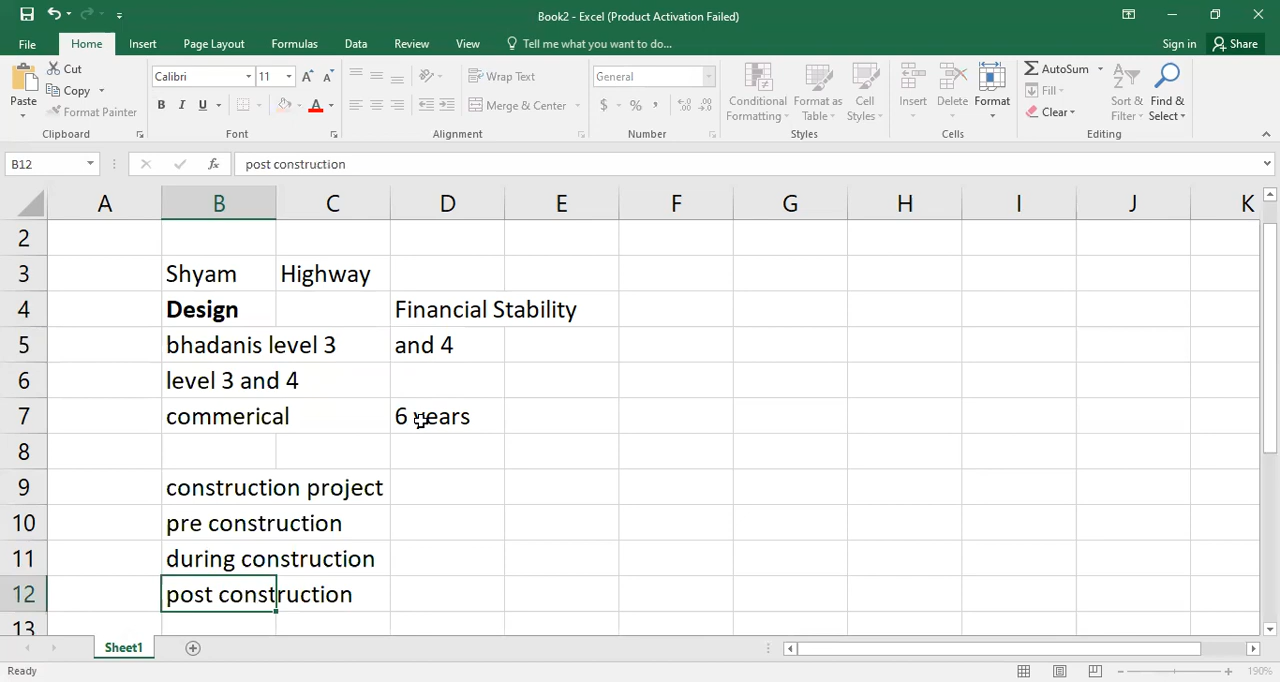 Book2 - Excel (Product Activation Failed)
File Home Insert Page Layout Formulas Data Review View Tell me what you want to do... Sign in Share
Paste Cut Copy Format Painter Clipboard
Calibri 11 B I U A Font
Wrap Text Merge & Center Alignment
General $ % , Number
Conditional Formatting Format as Table Cell Styles Styles
Insert Delete Format Cells
AutoSum Fill Clear Sort & Filter Find & Select Editing
B12 fx post construction
A B C D E F G H I J K
2
3 Shyam Highway
4 Design Financial Stability
5 bhadanis level 3 and 4
6 level 3 and 4
7 commerical 6 years
8
9 construction project
10 pre construction
11 during construction
12 post construction
13
Sheet1
Ready 190%